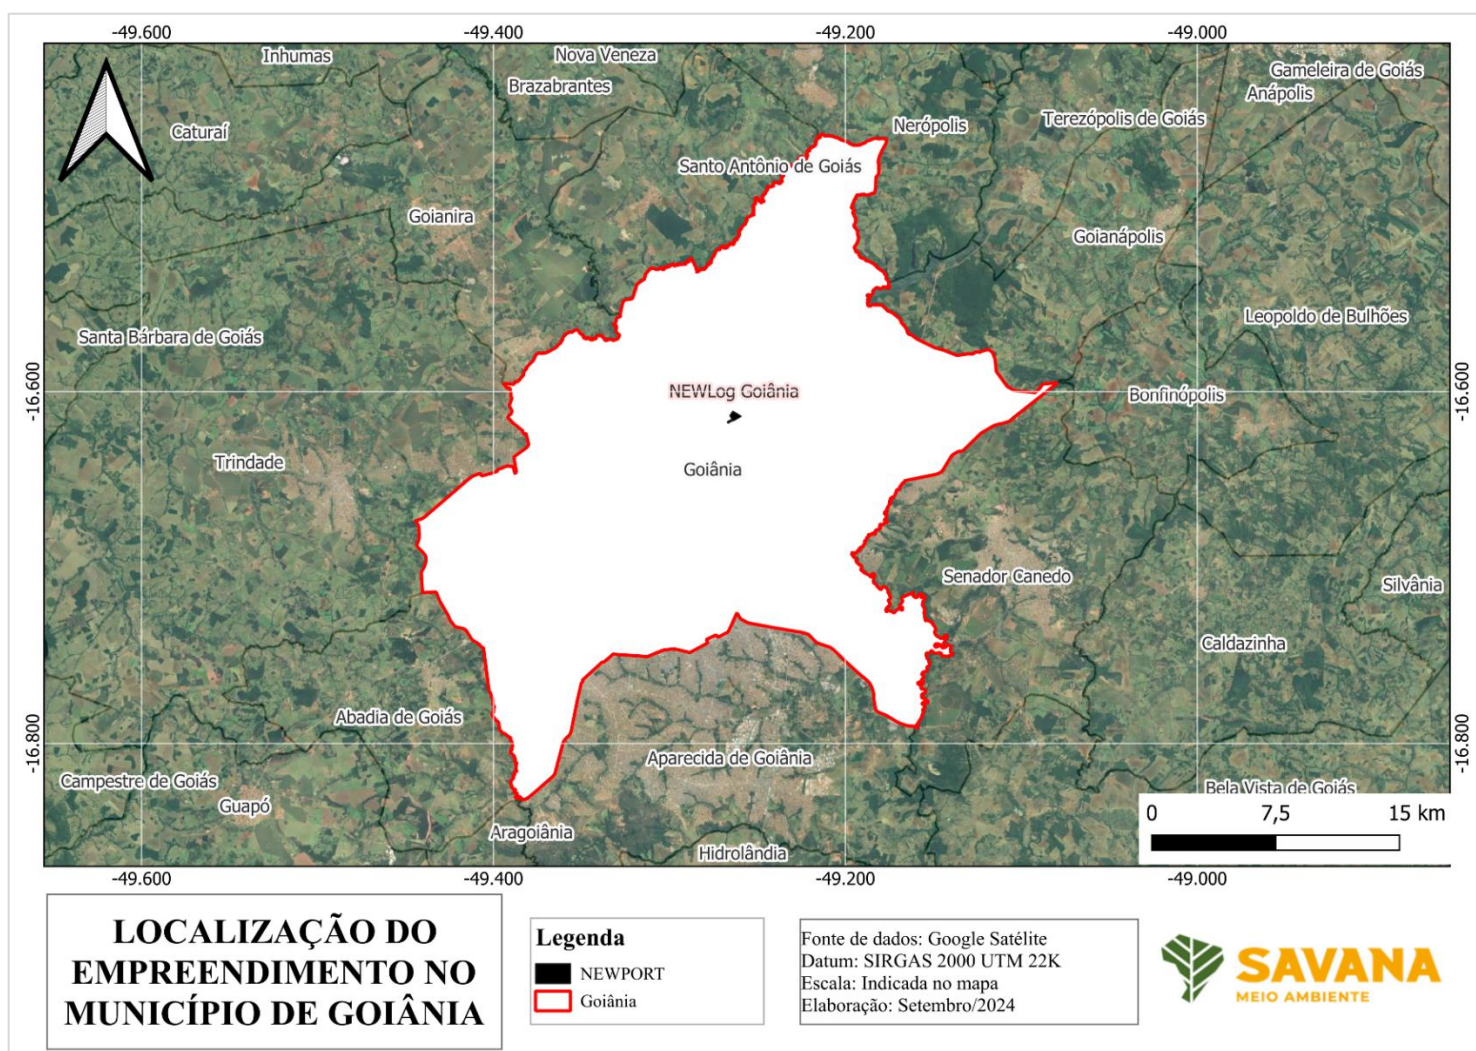 -49.600
-49.400
-49.200
-49.000
Inhumas
Nova Veneza
Gameleira de Goiás
Brazabrantes
Anápolis
Caturaí
Nerópolis
Terezópolis de Goiás
Santo Antônio de Goiás
Goianira
Goianápolis
Santa Bárbara de Goiás
Leopoldo de Bulhões
-16.600
NEWLog Goiânia
Bonfinópolis
-16.600
Trindade
Goiânia
Senador Canedo
Silvânia
Caldazinha
Abadia de Goiás
-16.800
Aparecida de Goiânia
-16.800
Campestre de Goiás
Bela Vista de Goiás
Guapó
0 7,5 15 km
Aragoiânia
Hidrolândia
-49.600
-49.400
-49.200
-49.000
LOCALIZAÇÃO DO
EMPREENDIMENTO NO
MUNICÍPIO DE GOIÂNIA
Legenda
NEWPORT
Goiânia
Fonte de dados: Google Satélite
Datum: SIRGAS 2000 UTM 22K
Escala: Indicada no mapa
Elaboração: Setembro/2024
SAVANA
MEIO AMBIENTE